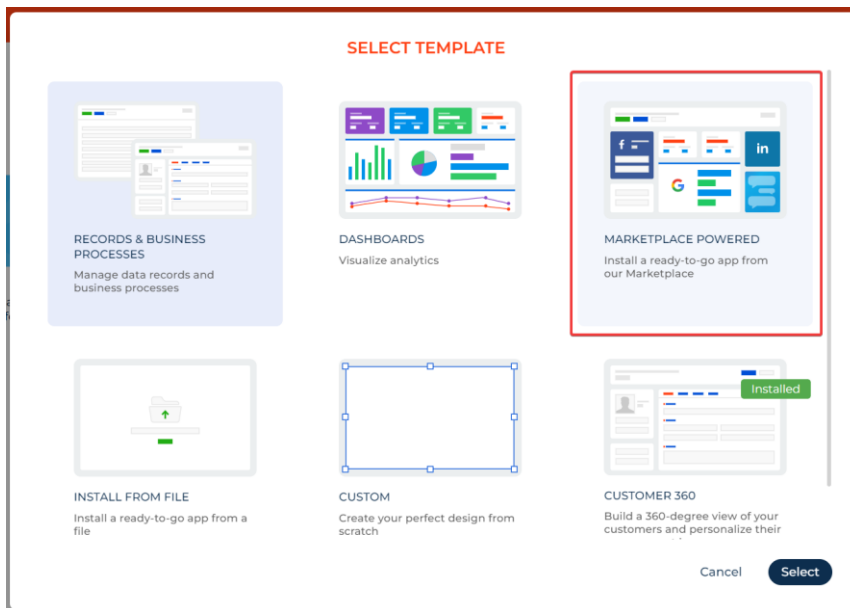 SELECT TEMPLATE
f
in
G
RECORDS & BUSINESS
PROCESSES
Manage data records and
business processes
DASHBOARDS
Visualize analytics
MARKETPLACE POWERED
Install a ready-to-go app from
our Marketplace
Installed
INSTALL FROM FILE
Install a ready-to-go app from a
file
CUSTOM
Create your perfect design from
scratch
CUSTOMER 360
Build a 360-degree view of your
customers and personalize their
Cancel
Select